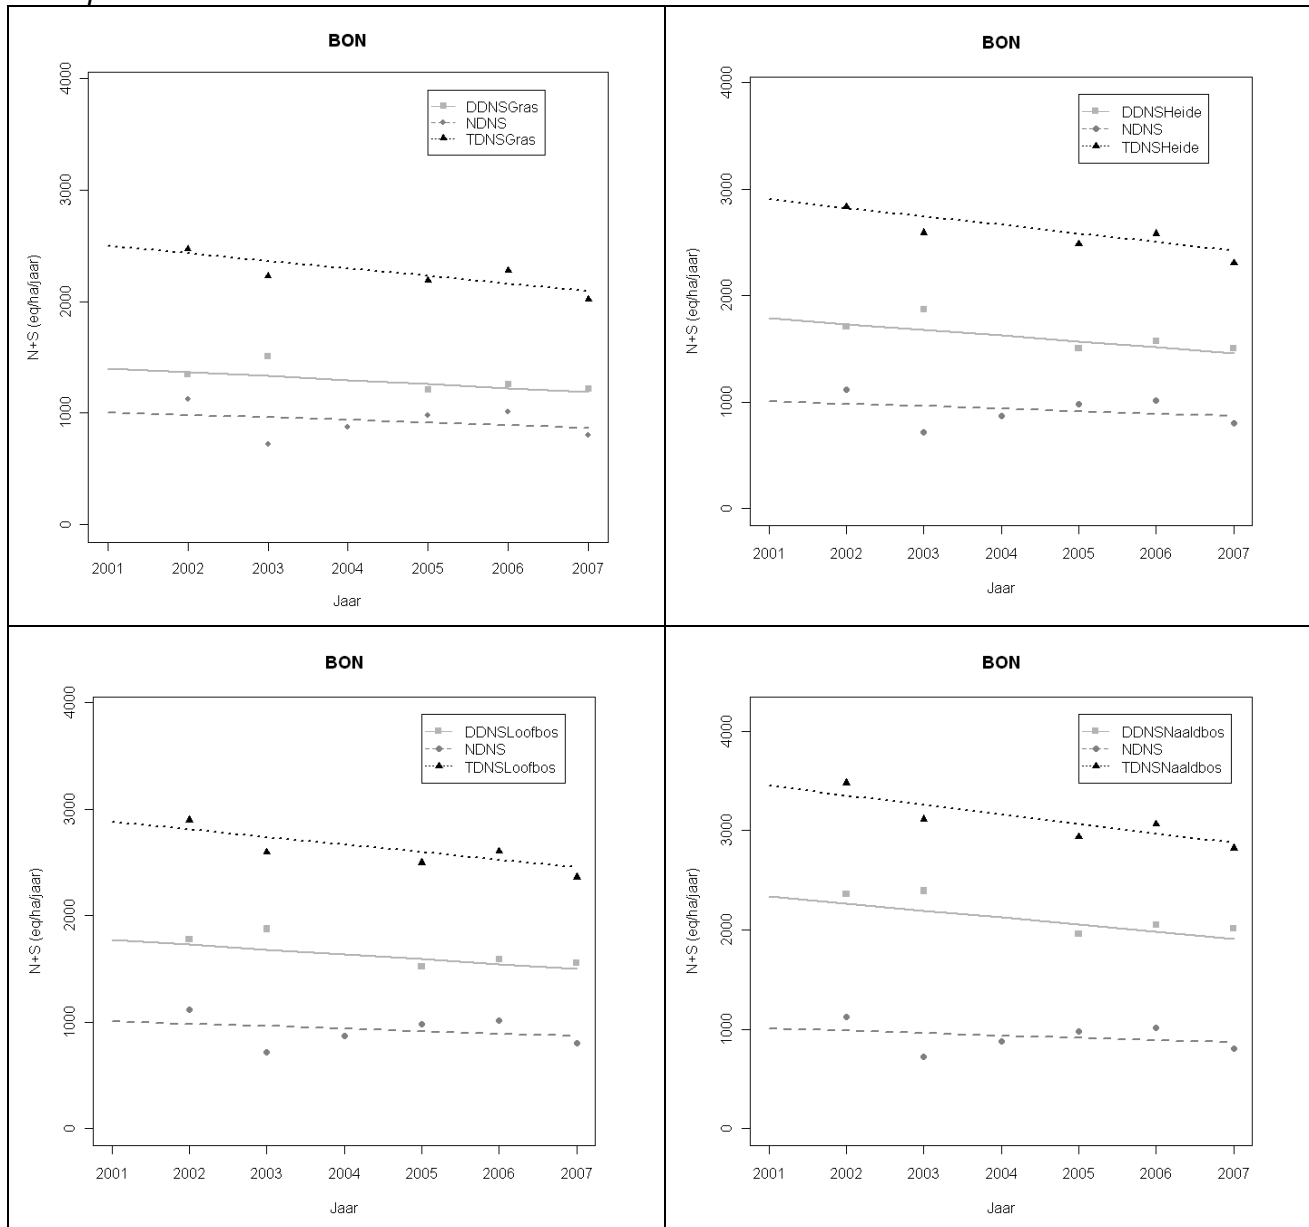 BON
4000
3000
2000
1000
0
N+S (eq/ha/jaar)
DDNSGras
NDNS
TDNSGras
2001 2002 2003 2004 2005 2006 2007
Jaar
BON
4000
3000
2000
1000
0
N+S (eq/ha/jaar)
DDNSHeide
NDNS
TDNSHeide
2001 2002 2003 2004 2005 2006 2007
Jaar
BON
4000
3000
2000
1000
0
N+S (eq/ha/jaar)
DDNSLoofbos
NDNS
TDNSLoofbos
2001 2002 2003 2004 2005 2006 2007
Jaar
BON
4000
3000
2000
1000
0
N+S (eq/ha/jaar)
DDNSNaaldbos
NDNS
TDNSNaaldbos
2001 2002 2003 2004 2005 2006 2007
Jaar